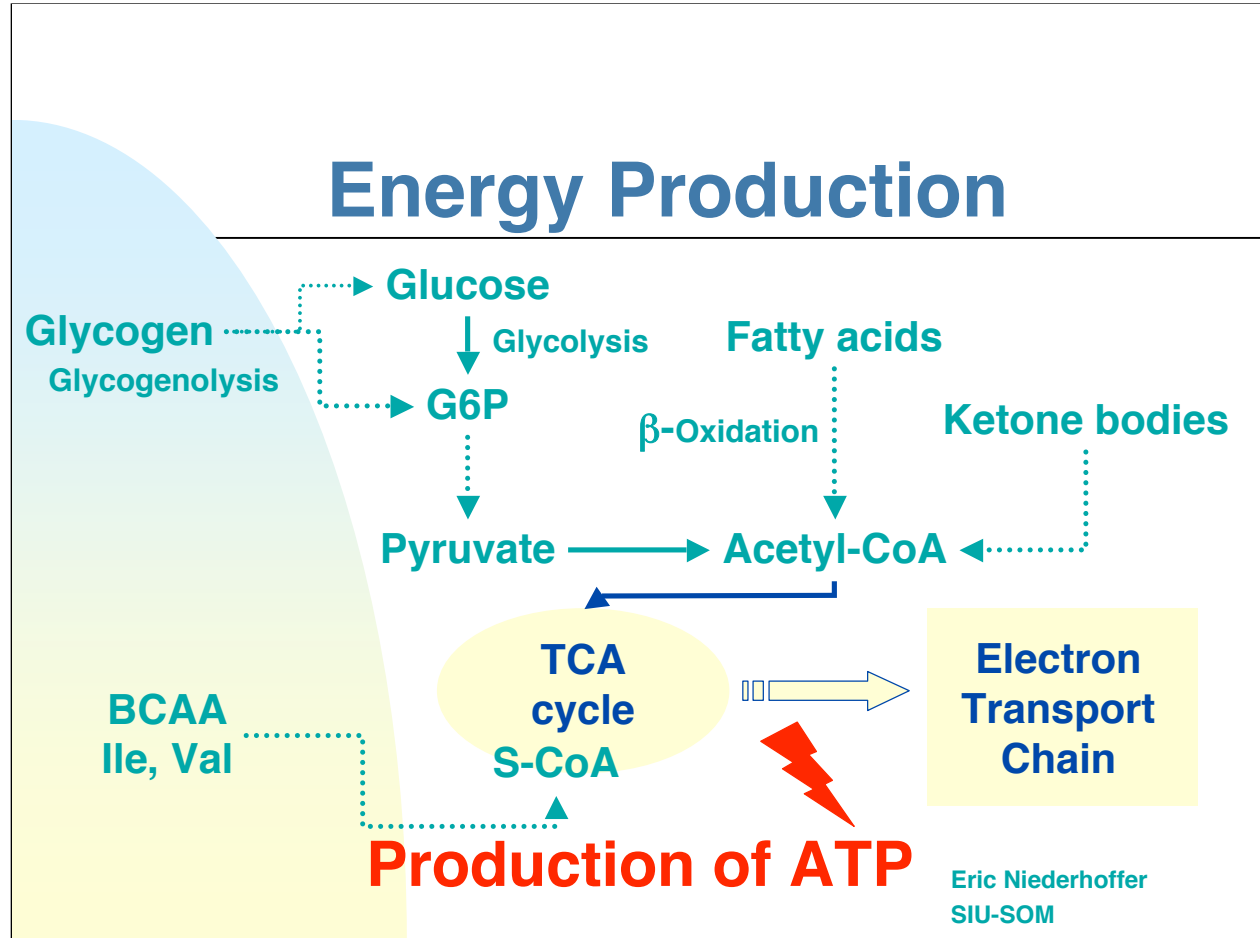 Energy Production
Glucose
Glycogen
Glycolysis
Fatty acids
Glycogenolysis
G6P
β-Oxidation
Ketone bodies
Pyruvate
Acetyl-CoA
TCA
cycle
S-CoA
Electron
Transport
Chain
BCAA
Ile, Val
Production of ATP
Eric Niederhoffer
SIU-SOM